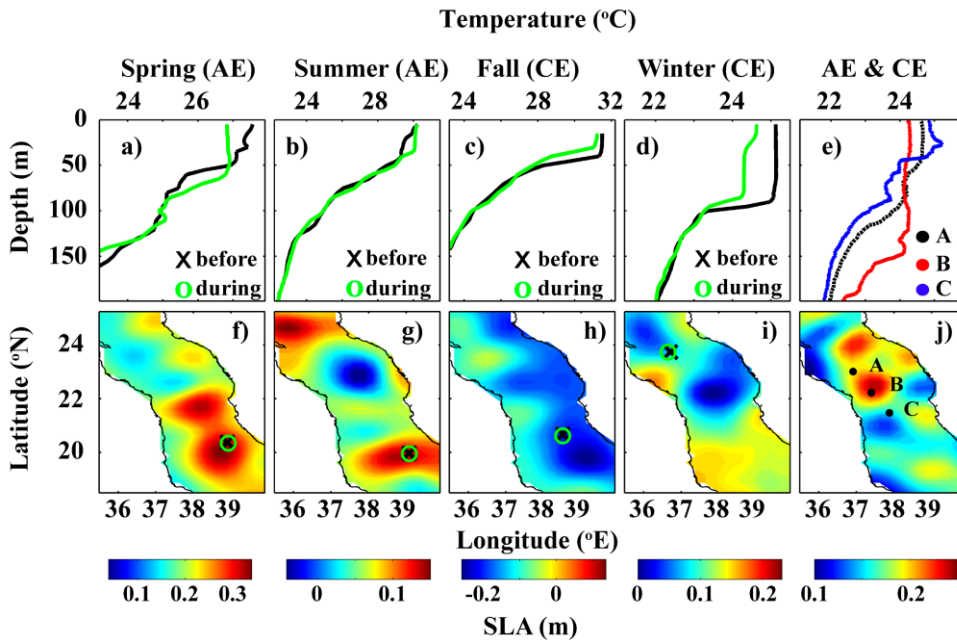 Temperature (°C)
Spring (AE) Summer (AE) Fall (CE) Winter (CE) AE & CE
24 26 24 28 24 28 32 22 24 22 24
Depth (m)
0
50
100
150
a) b) c) d) e)
X before X before X before X before A
O during O during O during O during B
C
Latitude (°N)
24
22
20
f) g) h) i) j)
A
B
C
36 37 38 39 36 37 38 39 36 37 38 39 36 37 38 39 36 37 38 39
Longitude (°E)
0.1 0.2 0.3 0 0.1 -0.2 0 0 0.1 0.2 0.1 0.2
SLA (m)